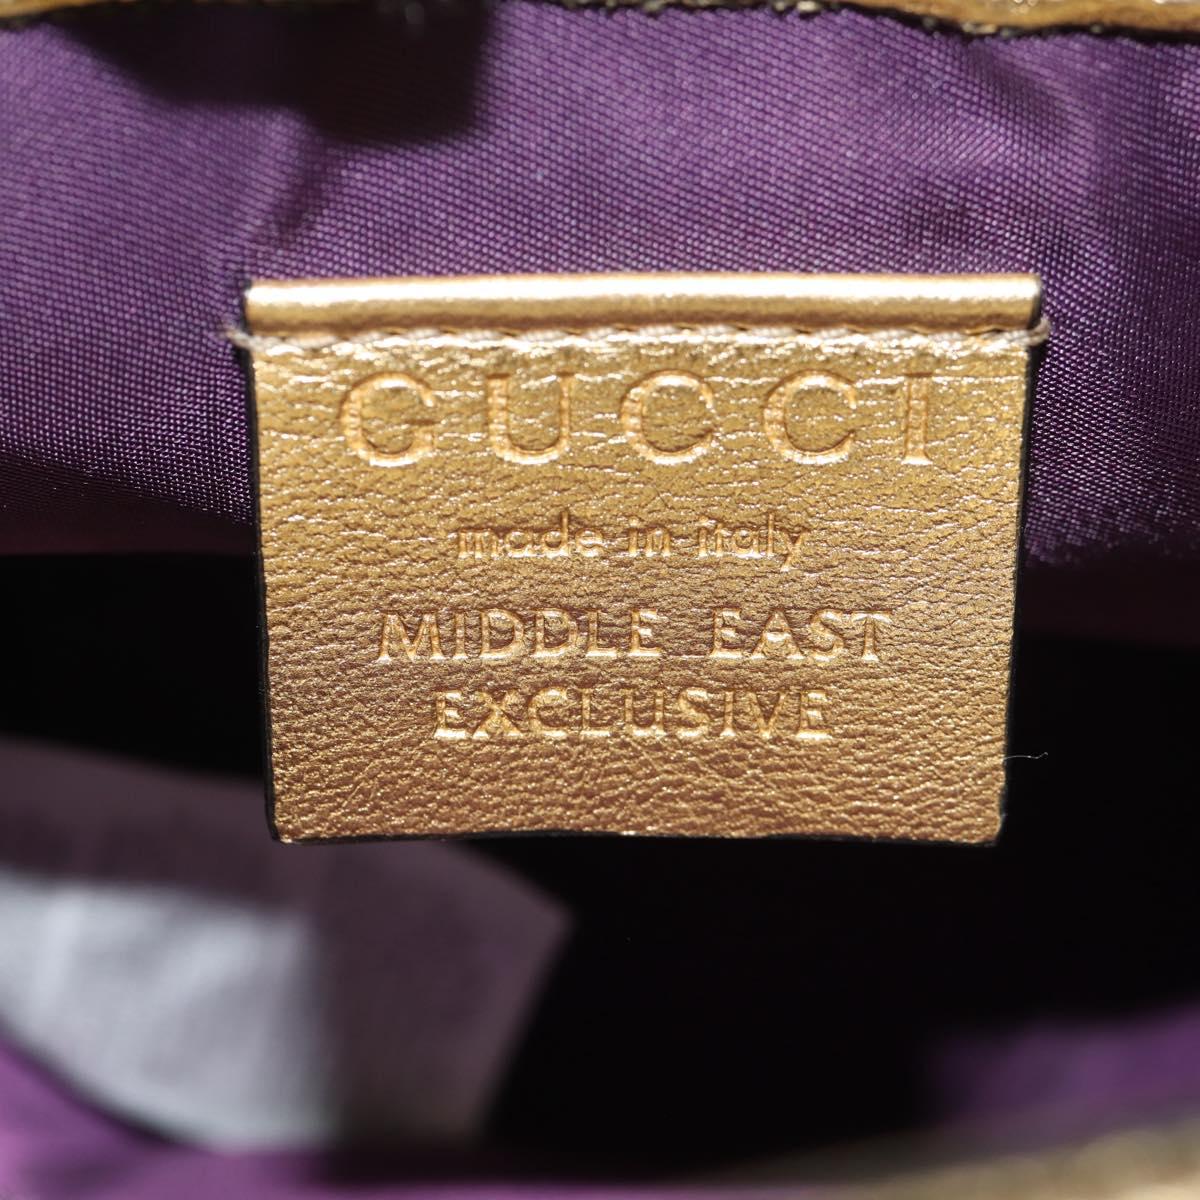 GUCCI
made in italy
MIDDLE EAST
EXCLUSIVE